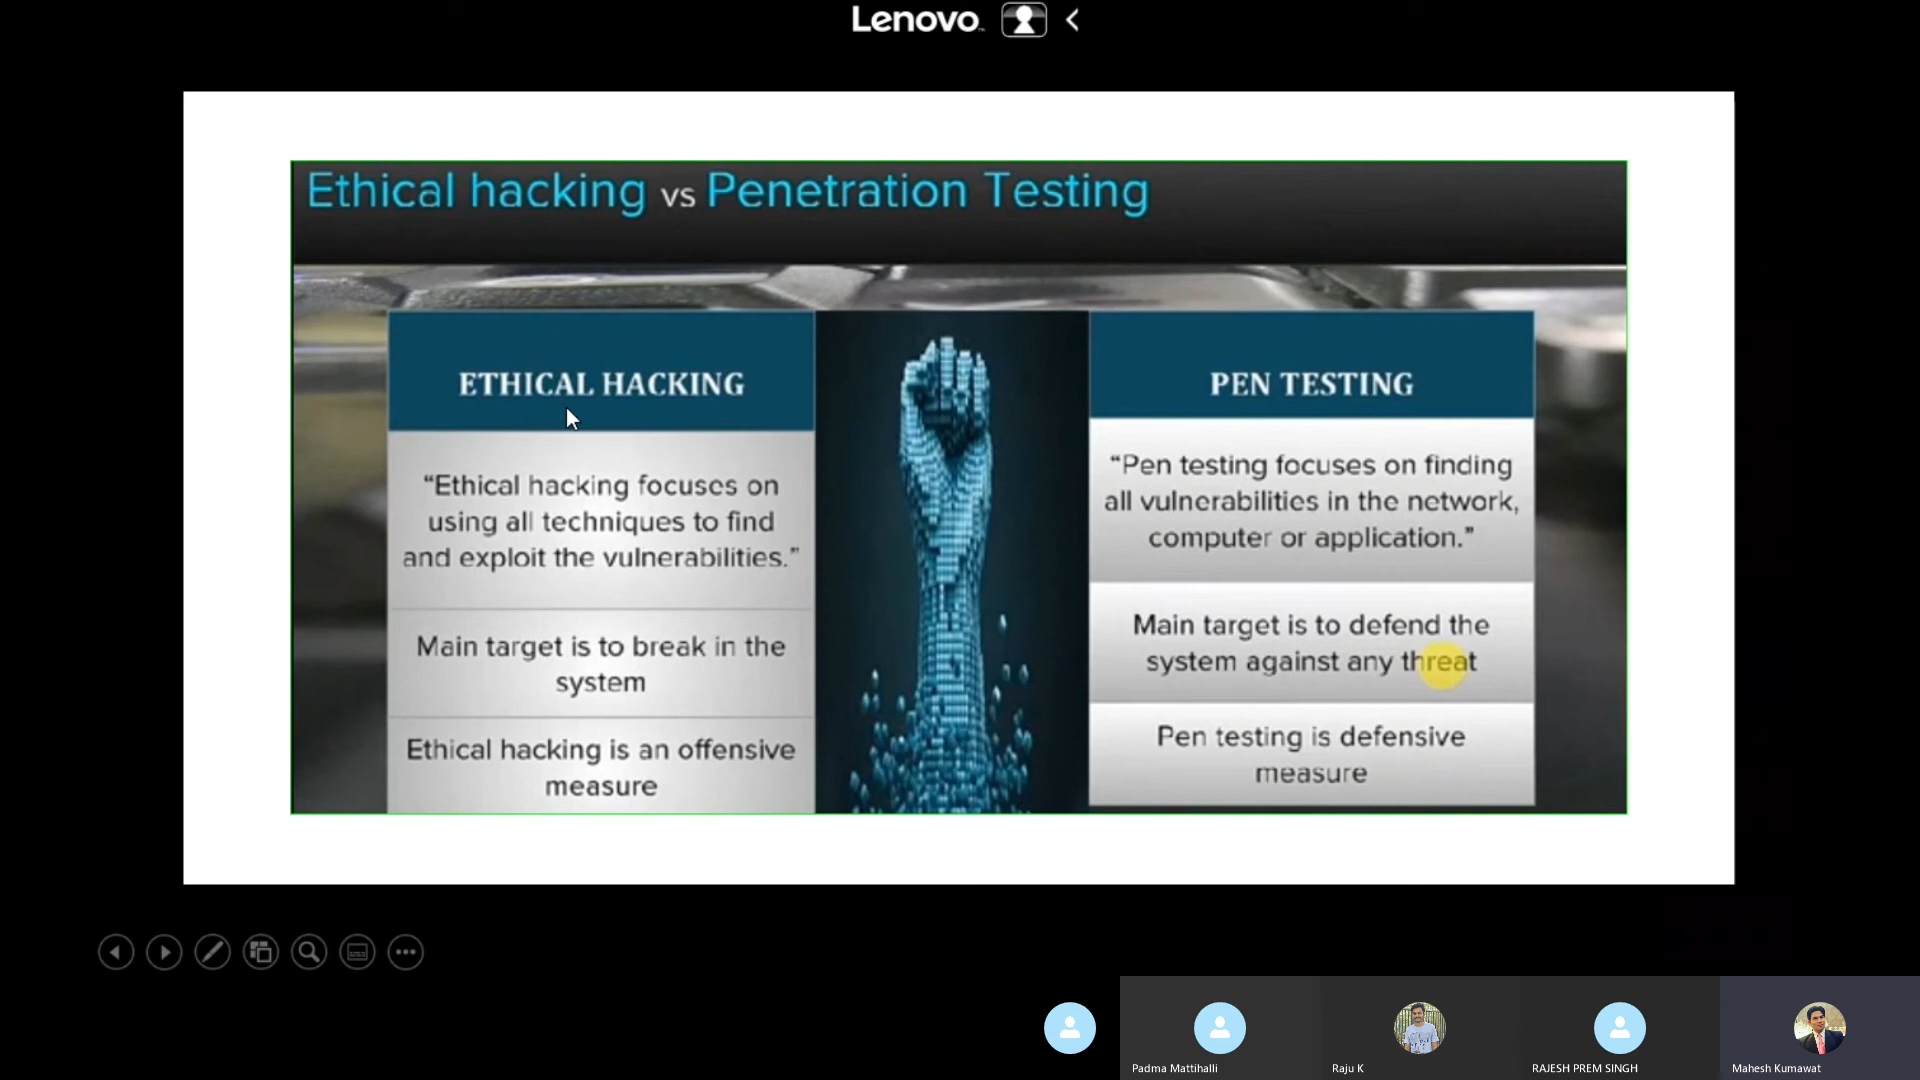 Lenovo
Ethical hacking vs Penetration Testing
ETHICAL HACKING
“Ethical hacking focuses on
using all techniques to find
and exploit the vulnerabilities.”
Main target is to break in the
system
Ethical hacking is an offensive
measure
PEN TESTING
“Pen testing focuses on finding
all vulnerabilities in the network,
computer or application.”
Main target is to defend the
system against any threat
Pen testing is defensive
measure
Padma Mattihalli
Raju K
RAJESH PREM SINGH
Mahesh Kumawat